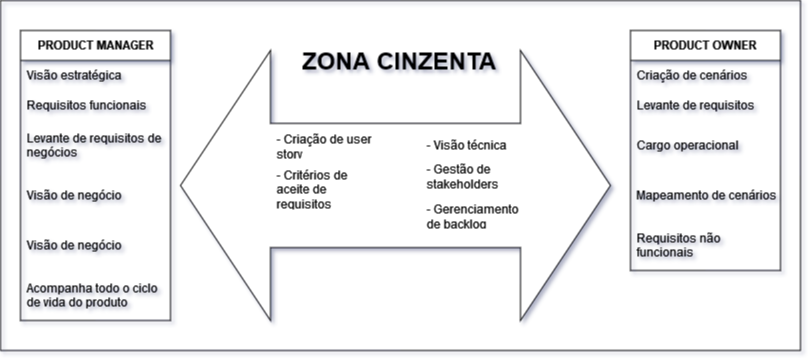 PRODUCT MANAGER
Visão estratégica
Requisitos funcionais
Levante de requisitos de
negócios
Visão de negócio
Visão de negócio
Acompanha todo o ciclo
de vida do produto
ZONA CINZENTA
- Criação de user
story
- Critérios de
aceite de
requisitos
- Visão técnica
- Gestão de
stakeholders
- Gerenciamento
de backlog
PRODUCT OWNER
Criação de cenários
Levante de requisitos
Cargo operacional
Mapeamento de cenários
Requisitos não
funcionais